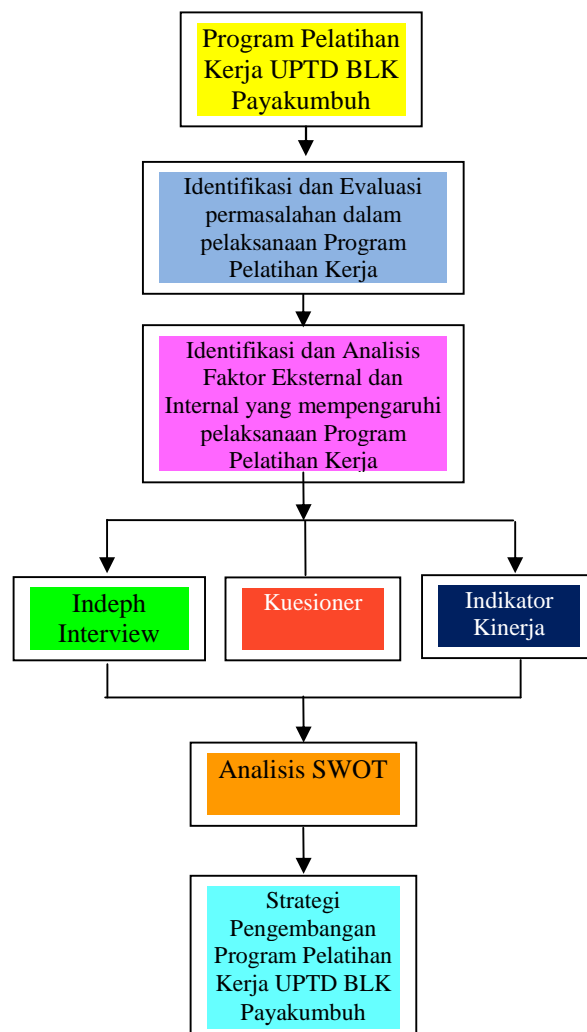 Program Pelatihan
Kerja UPTD BLK
Payakumbuh
Identifikasi dan Evaluasi
permasalahan dalam
pelaksanaan Program
Pelatihan Kerja
Identifikasi dan Analisis
Faktor Eksternal dan
Internal yang mempengaruhi
pelaksanaan Program
Pelatihan Kerja
Indeph
Interview
Kuesioner
Indikator
Kinerja
Analisis SWOT
Strategi
Pengembangan
Program Pelatihan
Kerja UPTD BLK
Payakumbuh